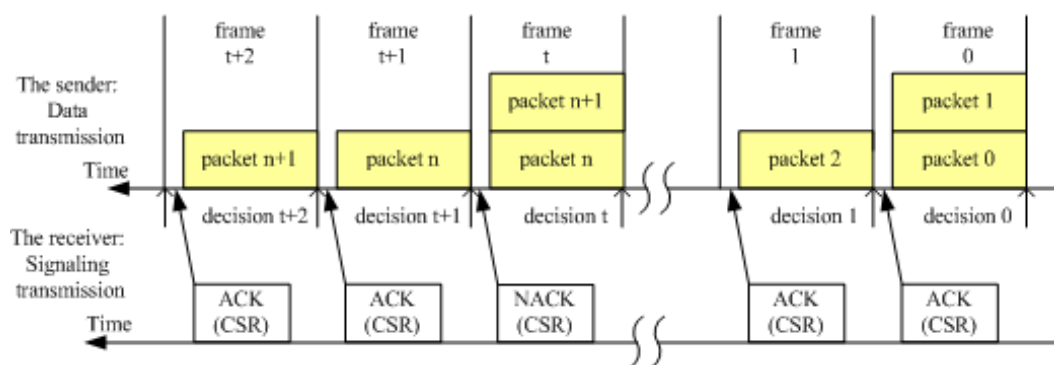 frame
t+2
frame
t+1
frame
t
frame
1
frame
0
The sender:
Data
transmission
packet n+1
packet 1
packet n+1
packet n
packet n
packet 2
packet 0
Time
decision t+2
decision t+1
decision t
decision 1
decision 0
The receiver:
Signaling
transmission
ACK
(CSR)
ACK
(CSR)
NACK
(CSR)
ACK
(CSR)
ACK
(CSR)
Time